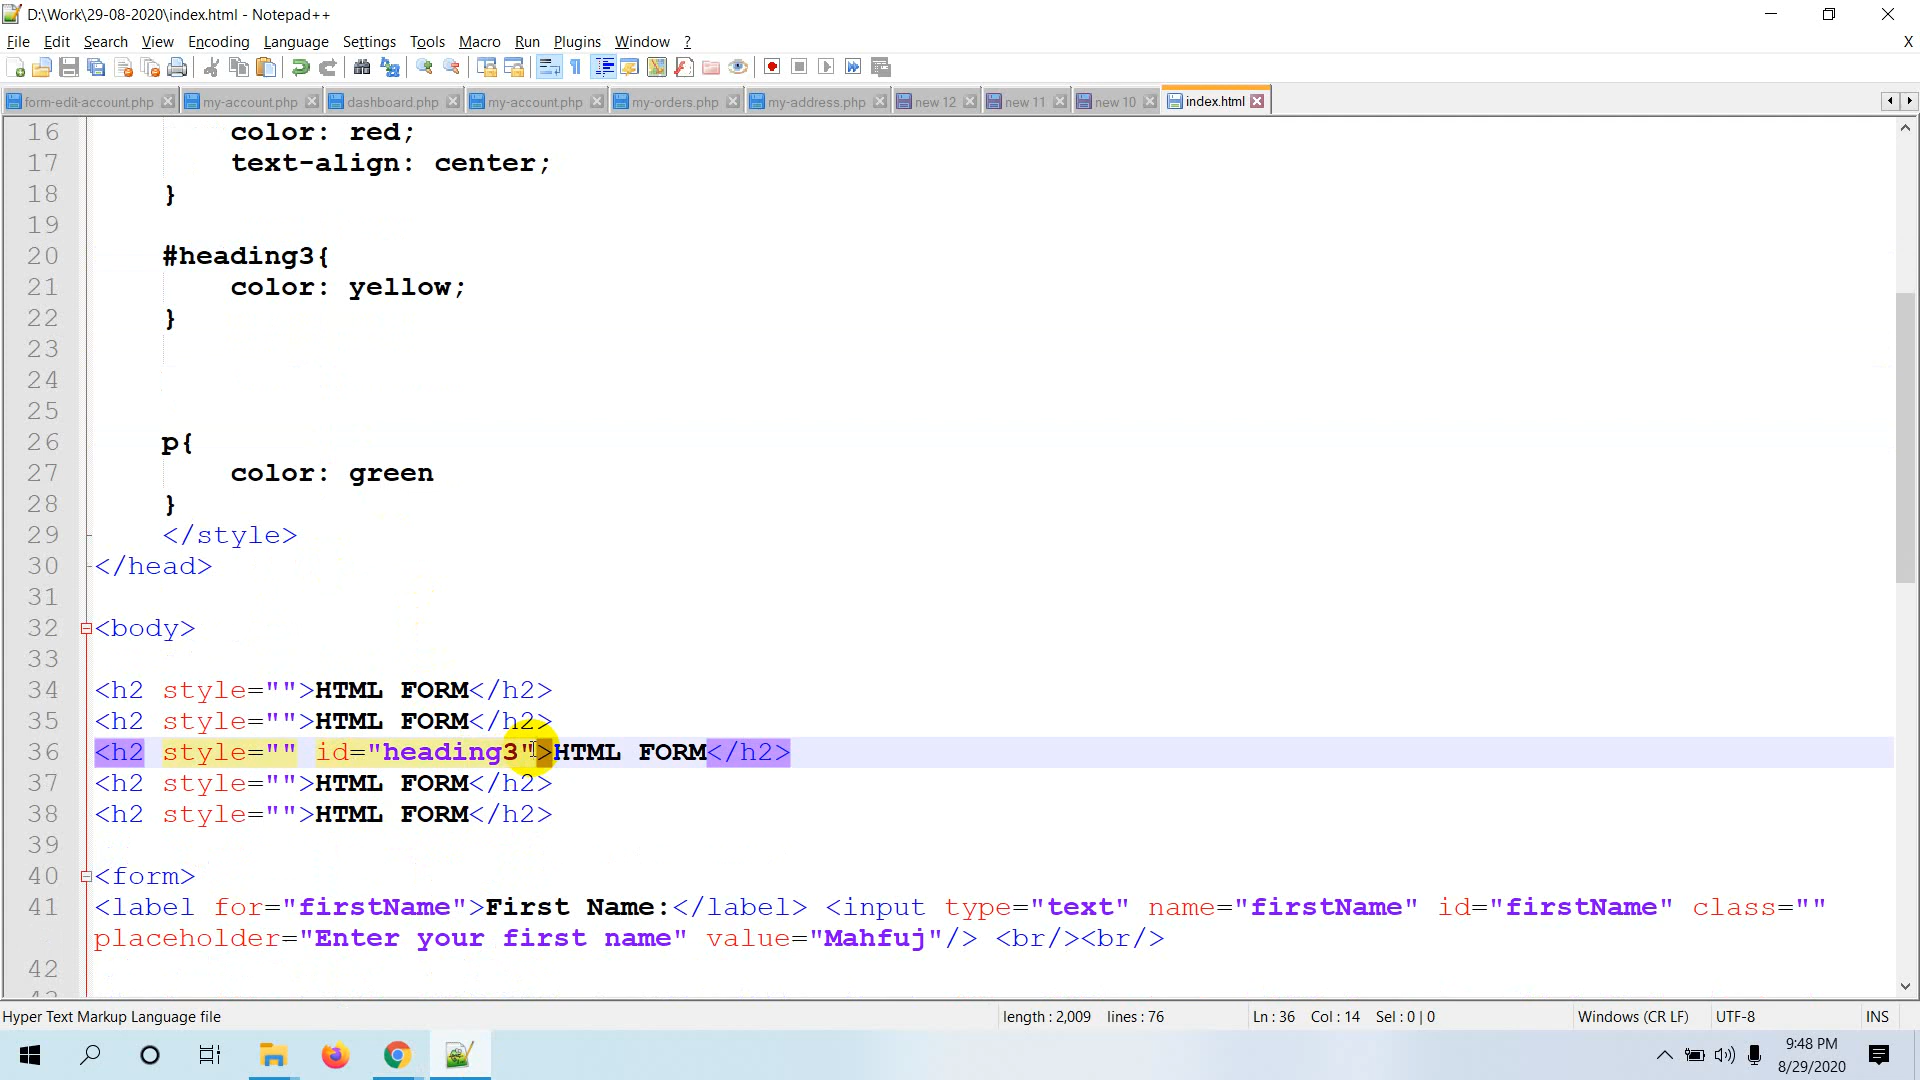 D:\Work\29-08-2020\index.html - Notepad++
File Edit Search View Encoding Language Settings Tools Macro Run Plugins Window ? X
form-edit-account.php my-account.php dashboard.php my-account.php my-orders.php my-address.php new 12 new 11 new 10 index.html
16 color: red;
17 text-align: center;
18 }
19
20 #heading3{
21 color: yellow;
22 }
23
24
25
26 p{
27 color: green
28 }
29 </style>
30 </head>
31
32 <body>
33
34 <h2 style="">HTML FORM</h2>
35 <h2 style="">HTML FORM</h2>
36 <h2 style="" id="heading3">HTML FORM</h2>
37 <h2 style="">HTML FORM</h2>
38 <h2 style="">HTML FORM</h2>
39
40 <form>
41 <label for="firstName">First Name:</label> <input type="text" name="firstName" id="firstName" class=""
placeholder="Enter your first name" value="Mahfuj"/> <br/><br/>
42
Hyper Text Markup Language file length : 2,009 lines : 76 Ln : 36 Col : 14 Sel : 0 | 0 Windows (CR LF) UTF-8 INS
9:48 PM
8/29/2020